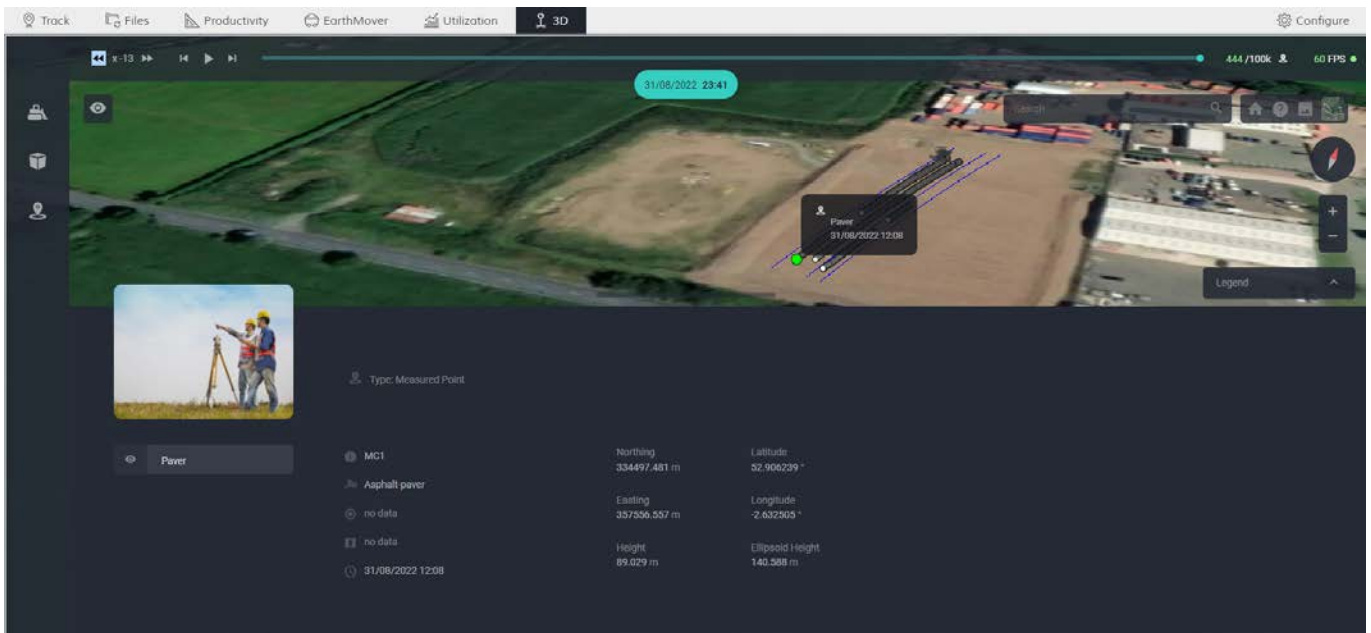 Track Files Productivity EarthMover Utilization 3D Configure
x -13 444 /100k 60 FPS
31/08/2022 23:41
Search
Paver
31/08/2022 12:08
Legend
Type: Measured Point
Paver
MC1
Asphalt paver
no data
no data
31/08/2022 12:08
Northing
334497.481 m
Easting
357556.557 m
Height
89.029 m
Latitude
52.906239 °
Longitude
-2.632505 °
Ellipsoid Height
140.588 m